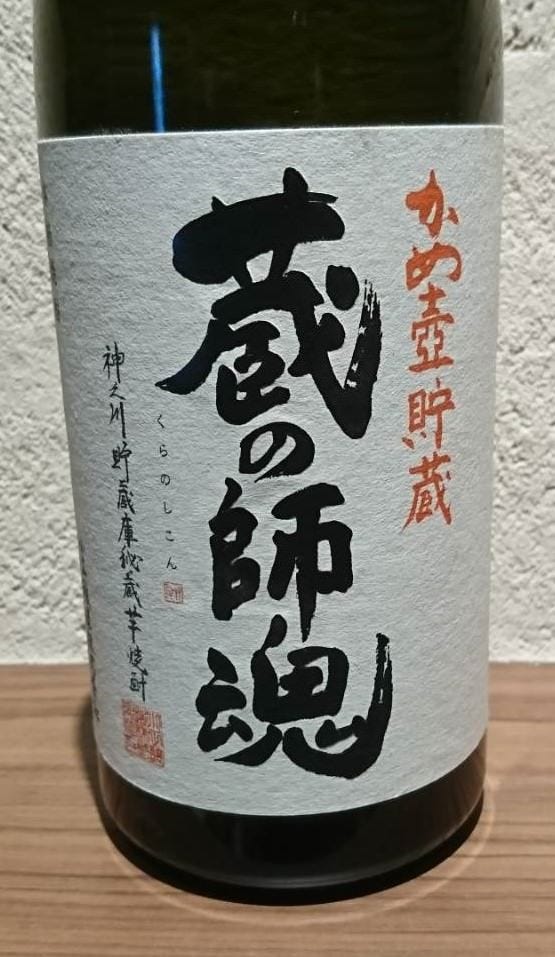 かめ壺貯蔵
蔵の師魂
くらのしこん
神之川貯蔵庫秘蔵芋焼酎